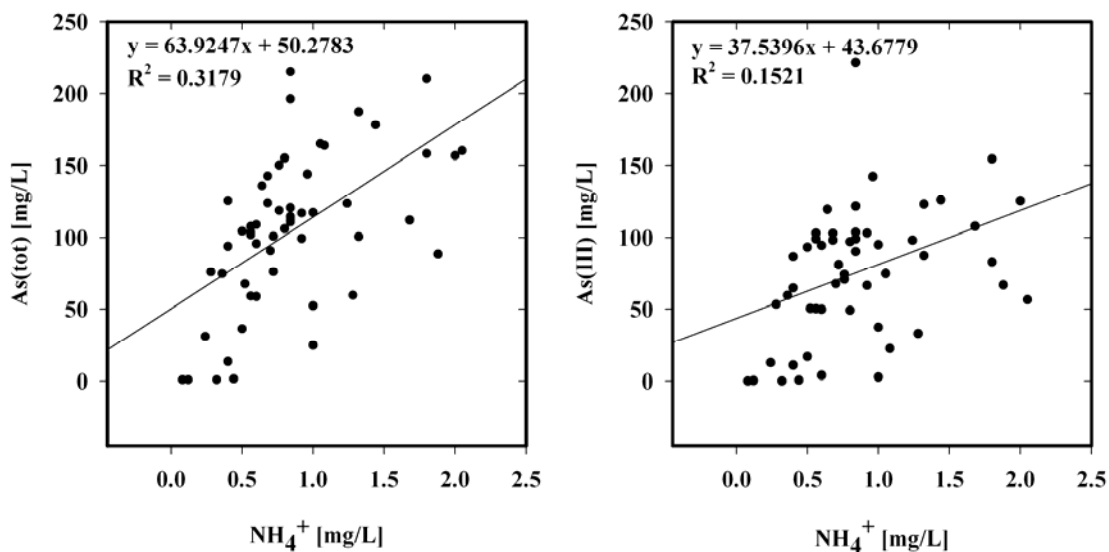 y = 63.9247x + 50.2783
R² = 0.3179
250
200
150
100
50
0
As(tot) [mg/L]
0.0 0.5 1.0 1.5 2.0 2.5
NH₄⁺ [mg/L]
y = 37.5396x + 43.6779
R² = 0.1521
250
200
150
100
50
0
As(III) [mg/L]
0.0 0.5 1.0 1.5 2.0 2.5
NH₄⁺ [mg/L]